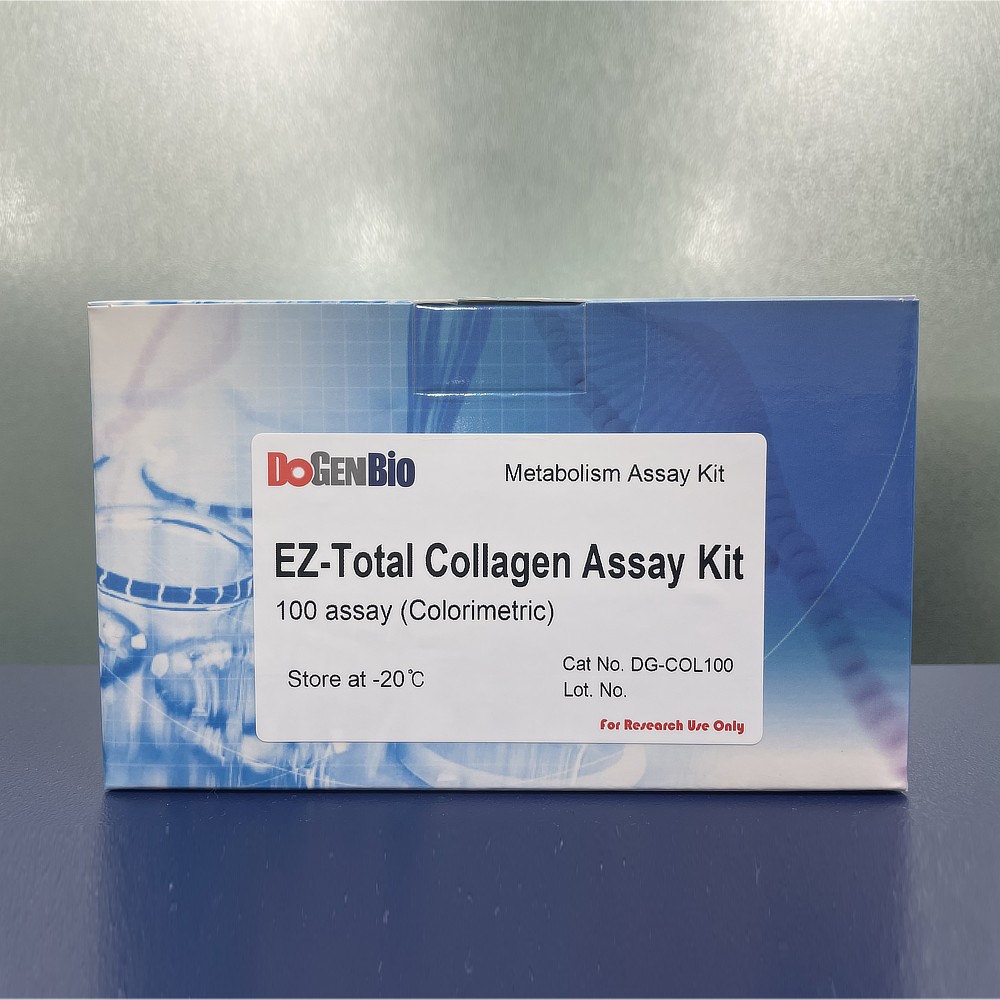 DoGenBio
Metabolism Assay Kit
EZ-Total Collagen Assay Kit
100 assay (Colorimetric)
Store at -20℃
Cat No. DG-COL100
Lot. No.
For Research Use Only